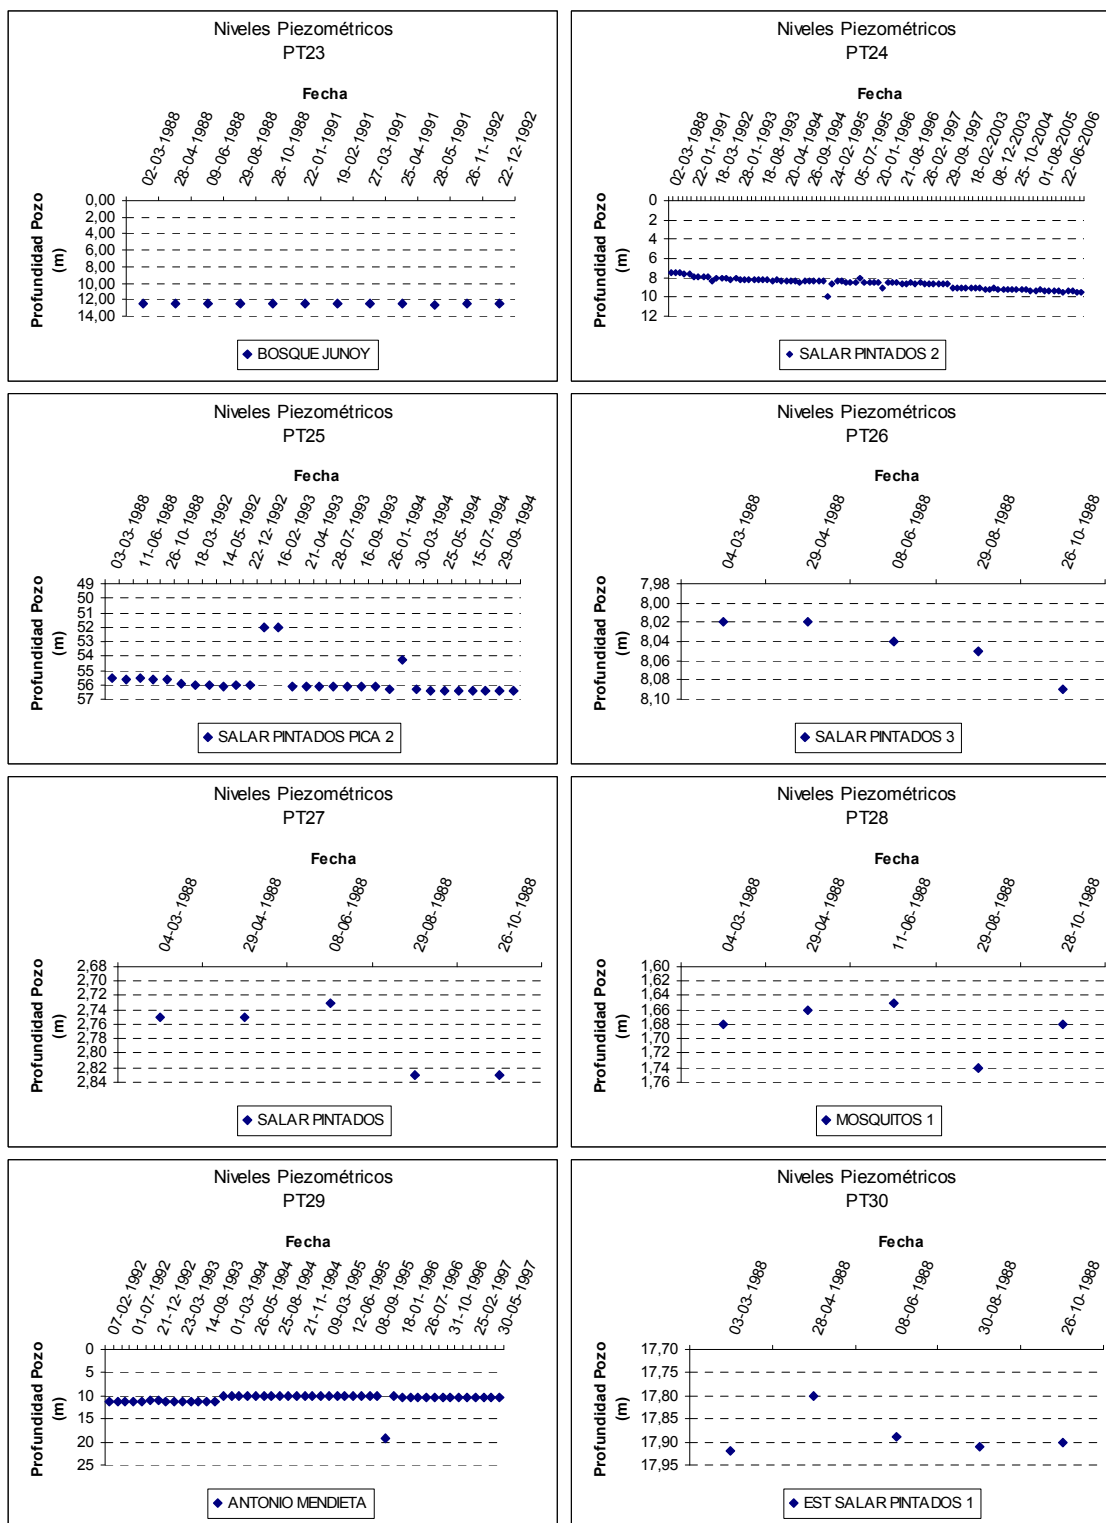 Niveles Piezométricos
PT23
Fecha
02-03-1988
28-04-1988
09-06-1988
29-08-1988
28-10-1988
22-01-1991
19-02-1991
27-03-1991
25-04-1991
28-05-1991
26-11-1992
22-12-1992
Profundidad Pozo
(m)
0,00
2,00
4,00
6,00
8,00
10,00
12,00
14,00
BOSQUE JUNOY
Niveles Piezométricos
PT24
Fecha
02-03-1988
22-01-1991
18-03-1992
28-01-1993
18-08-1993
20-04-1994
26-09-1994
24-02-1995
05-07-1995
20-01-1996
21-08-1996
26-02-1997
29-09-1997
18-02-2003
08-12-2003
25-10-2004
01-08-2005
22-06-2006
Profundidad Pozo
(m)
0
2
4
6
8
10
12
SALAR PINTADOS 2
Niveles Piezométricos
PT25
Fecha
03-03-1988
11-06-1988
26-10-1988
18-03-1992
14-05-1992
22-12-1992
16-02-1993
21-04-1993
28-07-1993
16-09-1993
26-01-1994
30-03-1994
25-05-1994
15-07-1994
29-09-1994
Profundidad Pozo
(m)
49
50
51
52
53
54
55
56
57
SALAR PINTADOS PICA 2
Niveles Piezométricos
PT26
Fecha
04-03-1988
29-04-1988
08-06-1988
29-08-1988
26-10-1988
Profundidad Pozo
(m)
7,98
8,00
8,02
8,04
8,06
8,08
8,10
SALAR PINTADOS 3
Niveles Piezométricos
PT27
Fecha
04-03-1988
29-04-1988
08-06-1988
29-08-1988
26-10-1988
Profundidad Pozo
(m)
2,68
2,70
2,72
2,74
2,76
2,78
2,80
2,82
2,84
SALAR PINTADOS
Niveles Piezométricos
PT28
Fecha
04-03-1988
29-04-1988
11-06-1988
29-08-1988
28-10-1988
Profundidad Pozo
(m)
1,60
1,62
1,64
1,66
1,68
1,70
1,72
1,74
1,76
MOSQUITOS 1
Niveles Piezométricos
PT29
Fecha
07-02-1992
01-07-1992
21-12-1992
23-03-1993
14-09-1993
01-03-1994
26-05-1994
25-08-1994
21-11-1994
09-03-1995
12-06-1995
08-09-1995
18-01-1996
26-07-1996
31-10-1996
25-02-1997
30-05-1997
Profundidad Pozo
(m)
0
5
10
15
20
25
ANTONIO MENDIETA
Niveles Piezométricos
PT30
Fecha
03-03-1988
28-04-1988
08-06-1988
30-08-1988
26-10-1988
Profundidad Pozo
(m)
17,70
17,75
17,80
17,85
17,90
17,95
EST SALAR PINTADOS 1